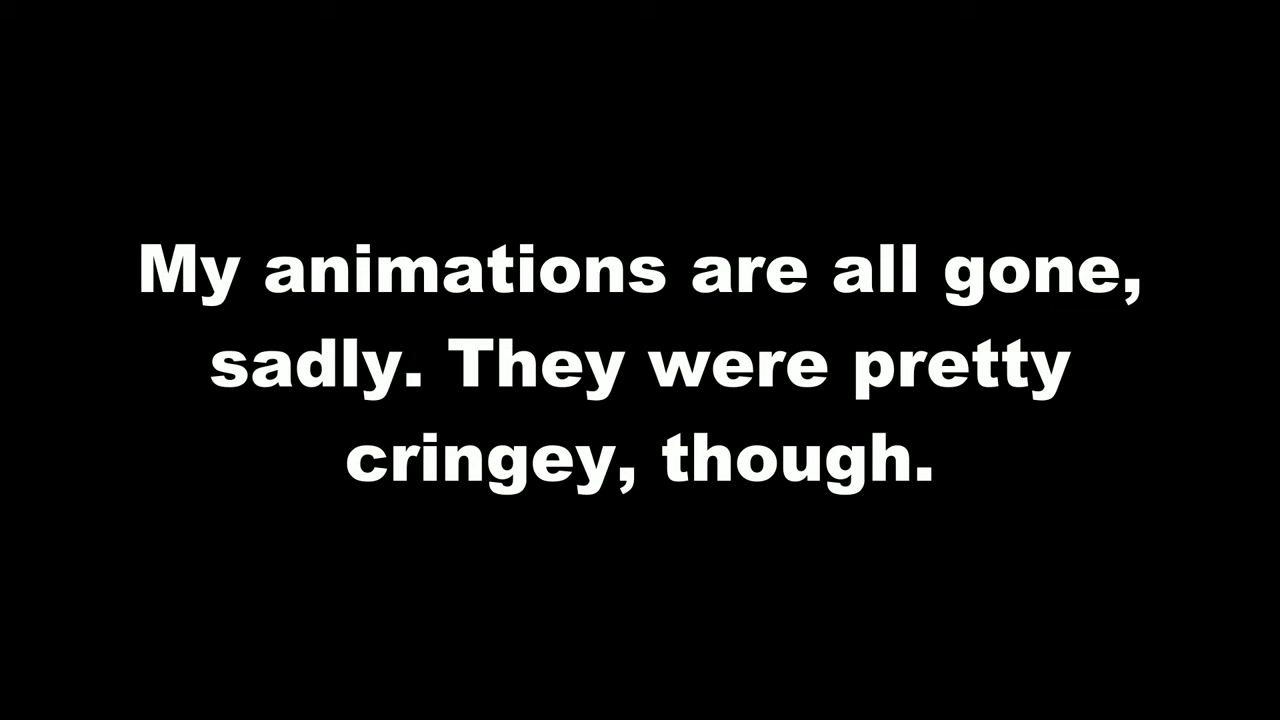 My animations are all gone,
sadly. They were pretty
cringey, though.